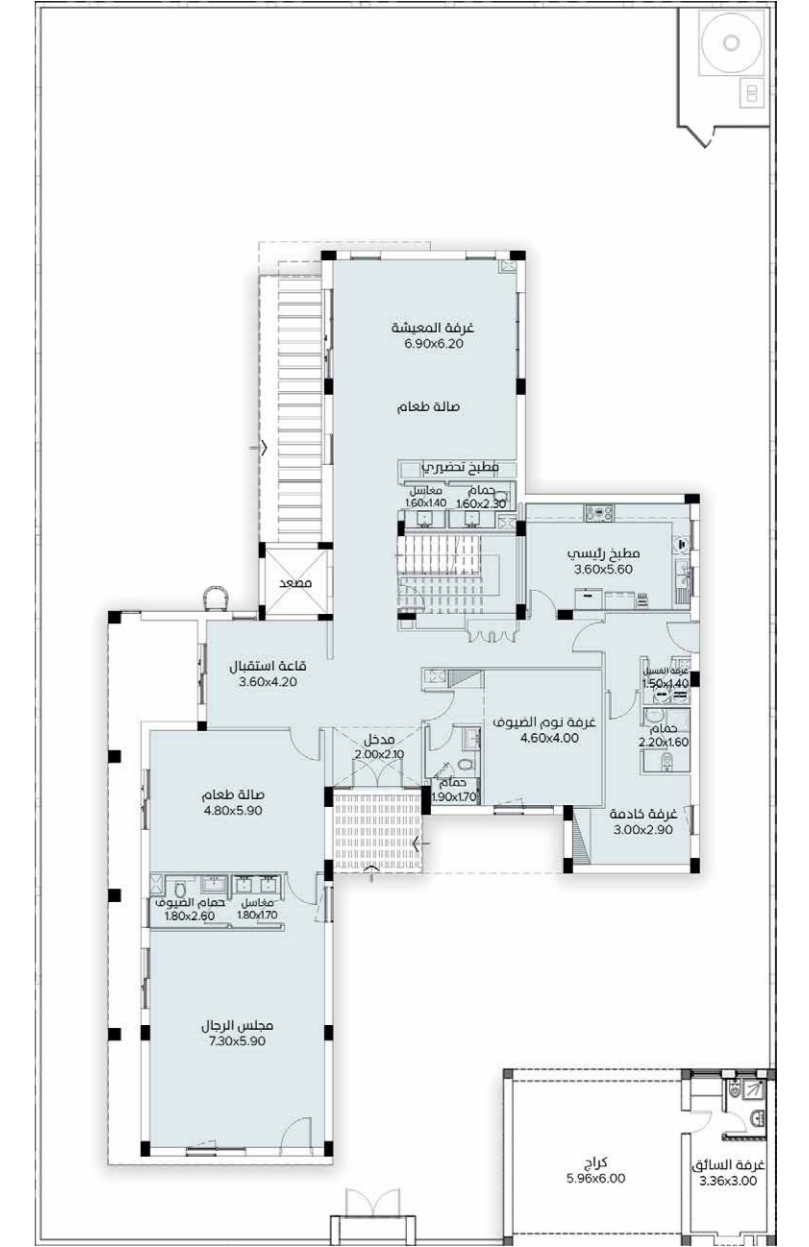 غرفة المعيشة
6.90x6.20
صالة طعام
مطبخ تحضيري
مغاسل
1.60x1.40
حمام
1.60x2.30
مطبخ رئيسي
3.60x5.60
مصعد
قاعة استقبال
3.60x4.20
غرفة الغسيل
1.50x1.40
مدخل
2.00x2.10
غرفة نوم الضيوف
4.60x4.00
حمام
2.20x1.60
حمام
1.90x1.70
صالة طعام
4.80x5.90
غرفة خادمة
3.00x2.90
مغاسل
1.80x1.70
حمام الضيوف
1.80x2.60
مجلس الرجال
7.30x5.90
كراج
5.96x6.00
غرفة السائق
3.36x3.00